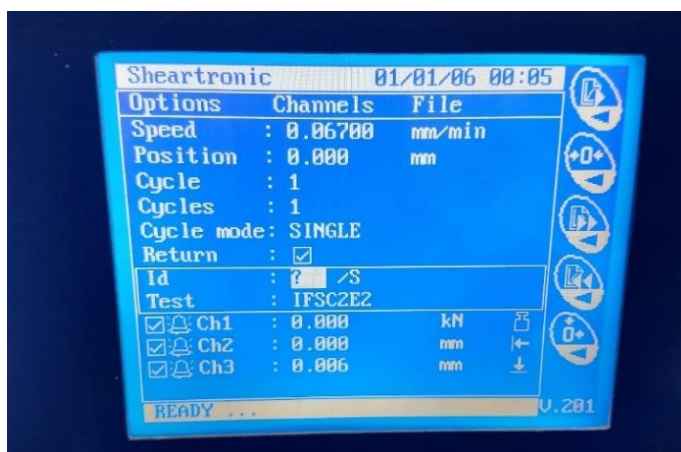 Sheartronic 01/01/06 00:05
Options Channels File
Speed : 0.06700 mm/min
Position : 0.000 mm
Cycle : 1
Cycles : 1
Cycle mode: SINGLE
Return :
Id : ? /S
Test : IFSC2E2
Ch1 : 0.000 kN
Ch2 : 0.000 mm
Ch3 : 0.006 mm
READY ... V.201